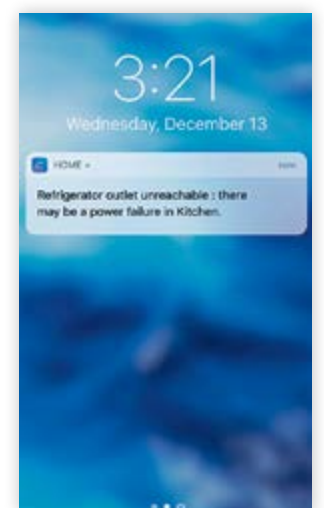 3:21
Wednesday, December 13
HOME +
now
Refrigerator outlet unreachable : there
may be a power failure in Kitchen.